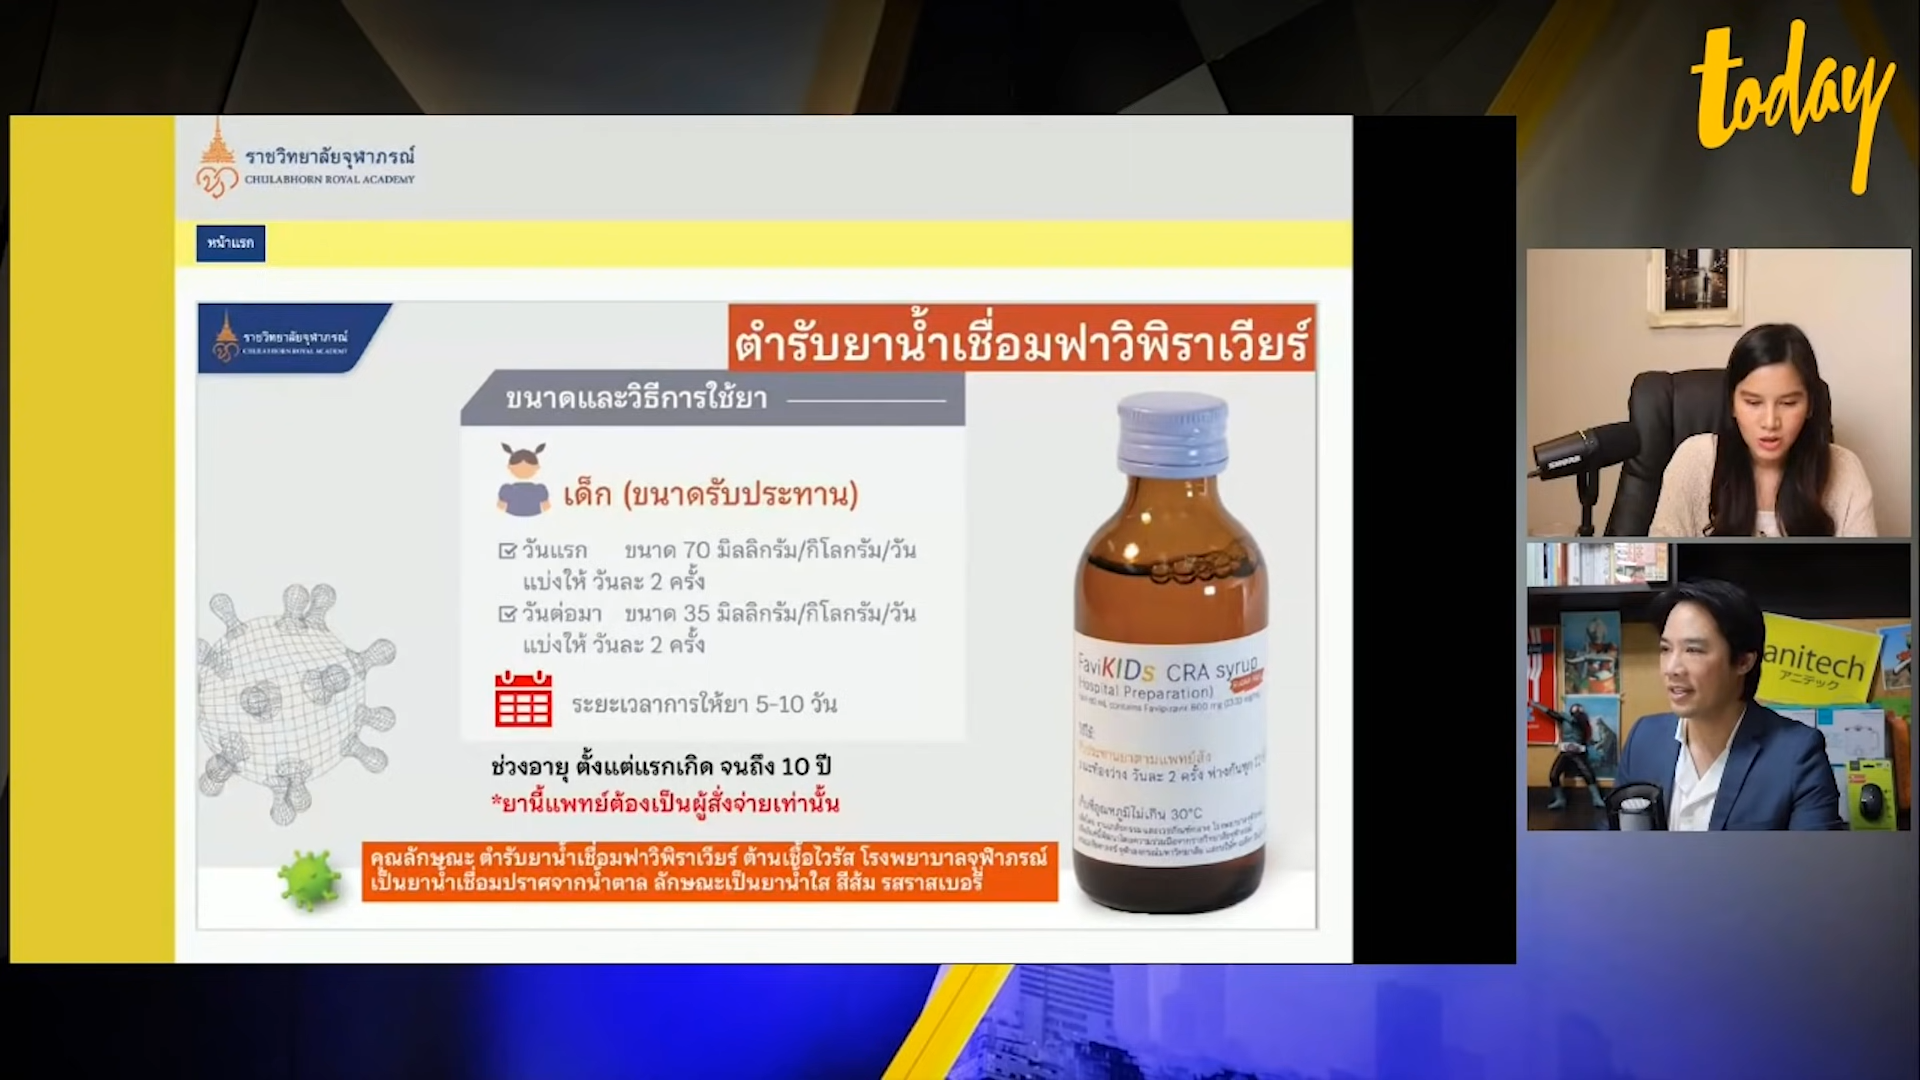 today
ราชวิทยาลัยจุฬาภรณ์
CHULABHORN ROYAL ACADEMY
หน้าแรก
ราชวิทยาลัยจุฬาภรณ์
CHULABHORN ROYAL ACADEMY
ตำรับยาน้ำเชื่อมฟาวิพิราเวียร์
ขนาดและวิธีการใช้ยา
เด็ก (ขนาดรับประทาน)
วันแรก ขนาด 70 มิลลิกรัม/กิโลกรัม/วัน
แบ่งให้ วันละ 2 ครั้ง
วันต่อมา ขนาด 35 มิลลิกรัม/กิโลกรัม/วัน
แบ่งให้ วันละ 2 ครั้ง
ระยะเวลาการให้ยา 5-10 วัน
ช่วงอายุ ตั้งแต่แรกเกิด จนถึง 10 ปี
*ยานี้แพทย์ต้องเป็นผู้สั่งจ่ายเท่านั้น
คุณลักษณะ ตำรับยาน้ำเชื่อมฟาวิพิราเวียร์ ต้านเชื้อไวรัส โรงพยาบาลจุฬาภรณ์
เป็นยาน้ำเชื่อมปราศจากน้ำตาล ลักษณะเป็นยาน้ำใส สีส้ม รสราสเบอรี่
FaviKIDs CRA syrup
(Hospital Preparation)
วันละ 2 ครั้ง
30°C
anitech
アニテック